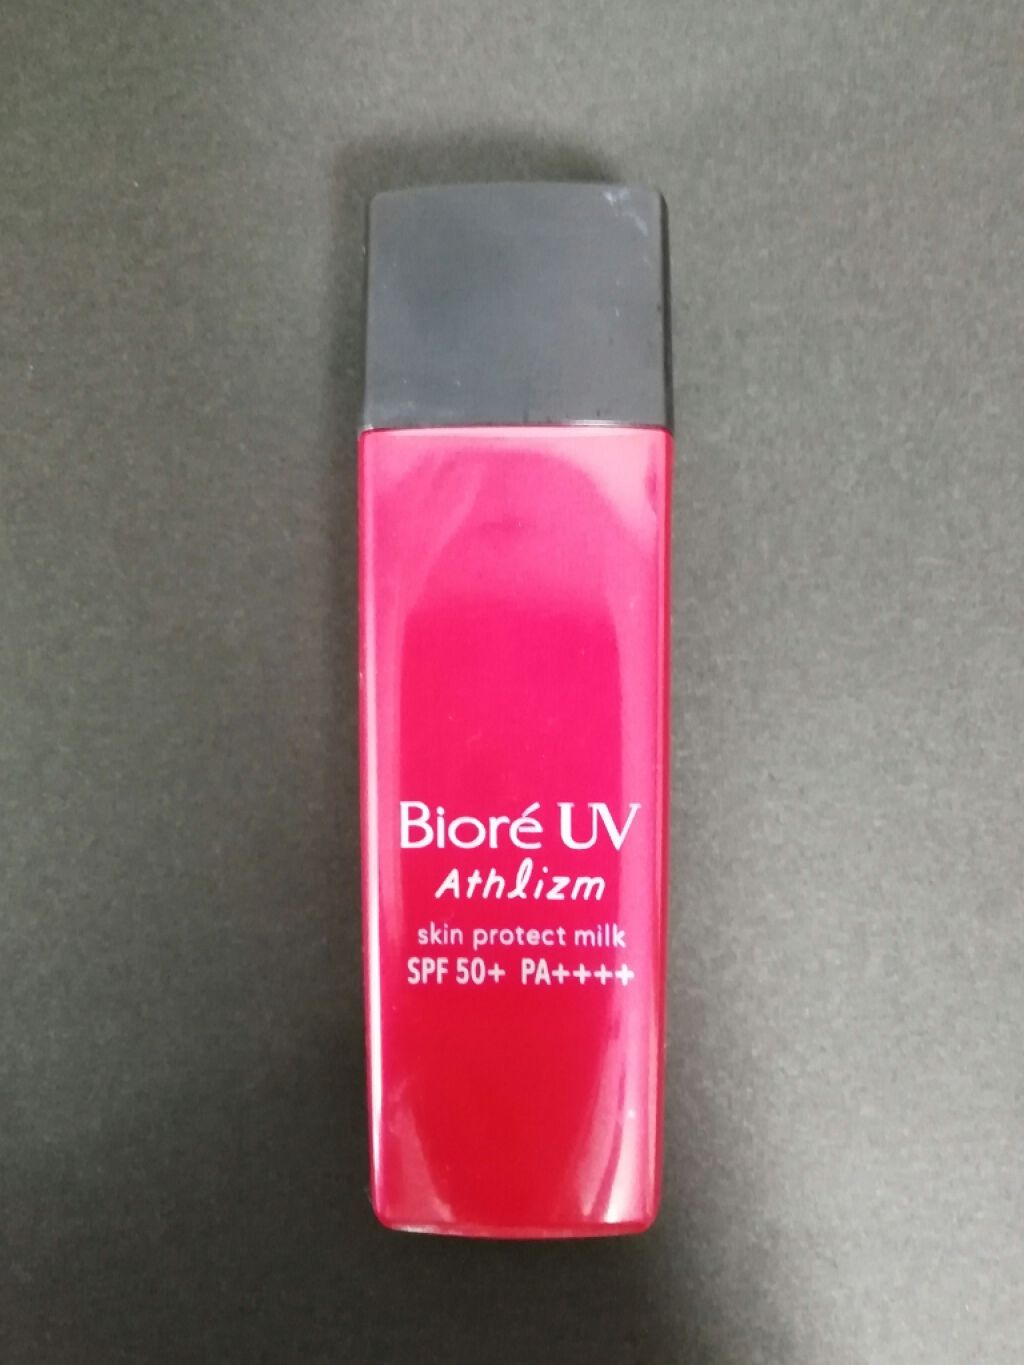 Bioré UV
Athlizm
skin protect milk
SPF 50+ PA++++